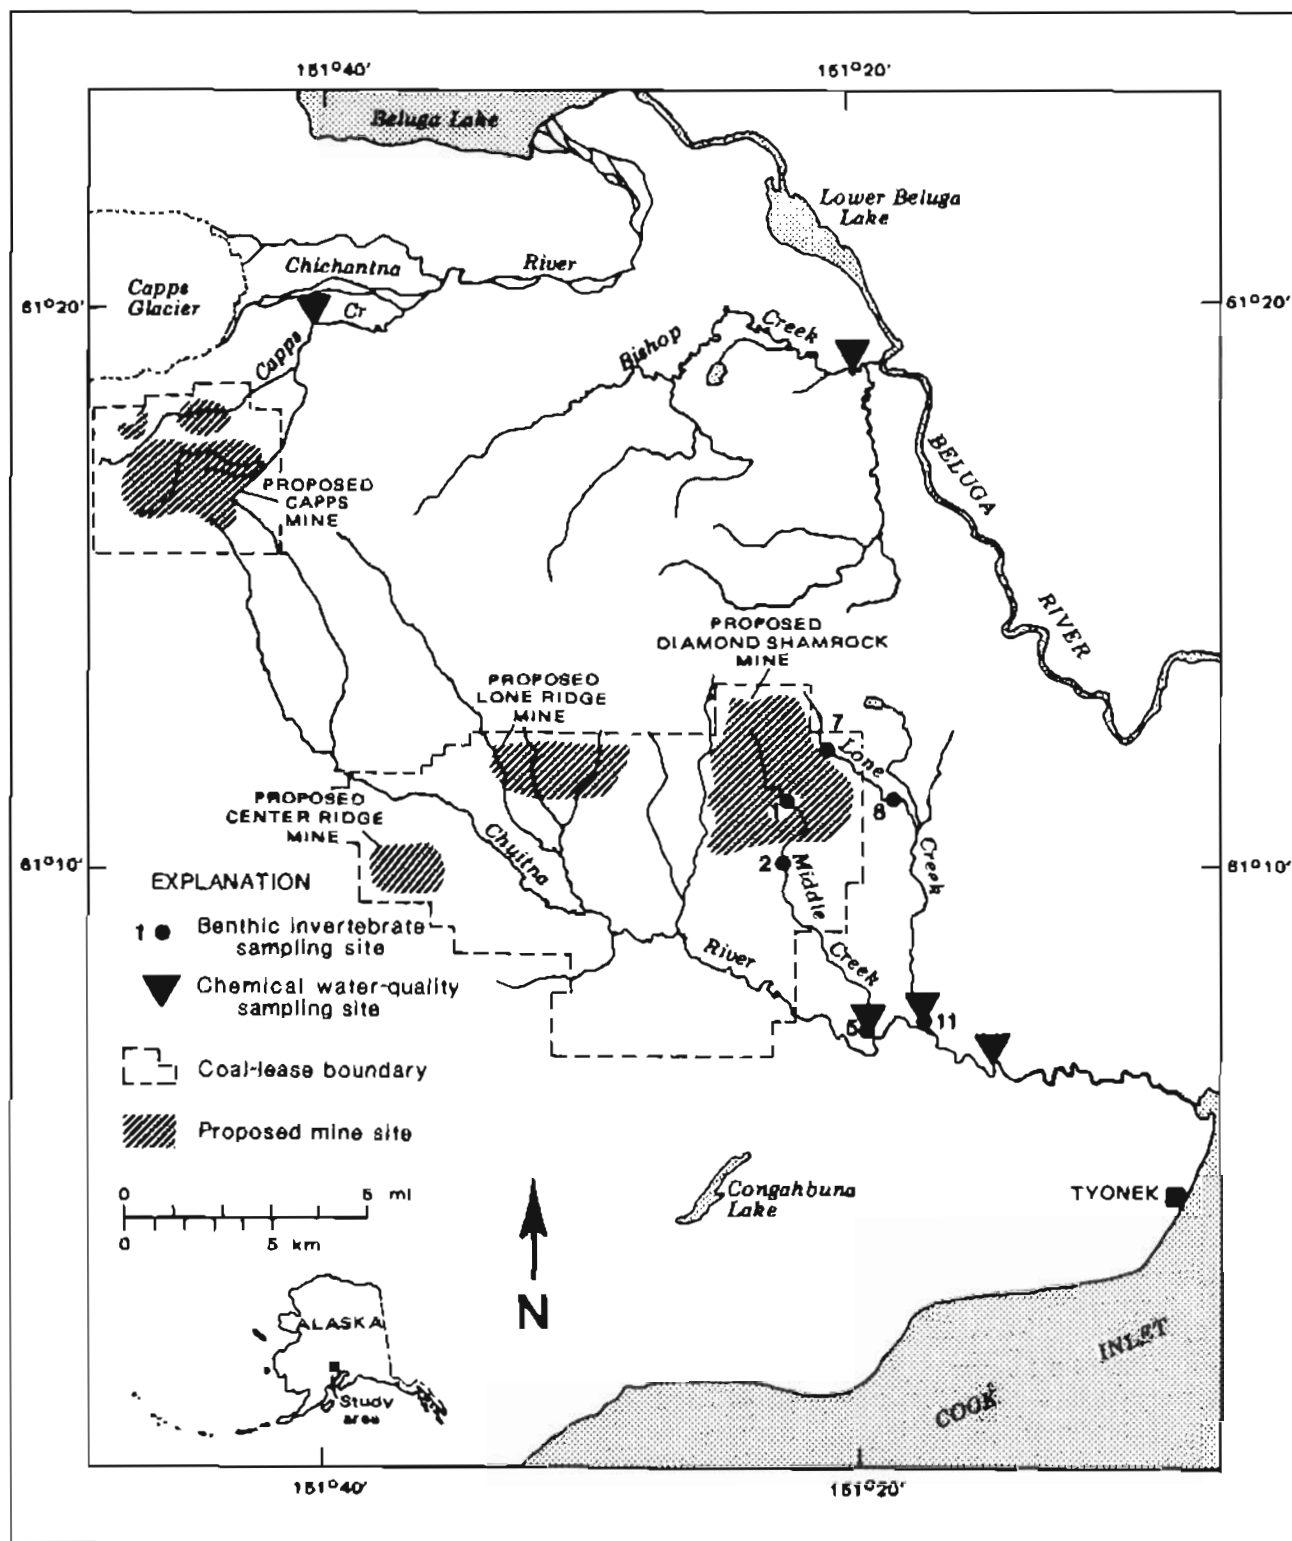 151°40'
151°20'
Beluga Lake
Lower Beluga
Lake
Chichantna
River
Capps
Glacier
61°20'
61°20'
Cr
Capps
Bishop
Creek
BELUGA
RIVER
PROPOSED
CAPPS
MINE
PROPOSED
DIAMOND SHAMROCK
MINE
PROPOSED
LONE RIDGE
MINE
7
Lone
8
Creek
1
2
Middle
Creek
PROPOSED
CENTER RIDGE
MINE
Chuitna
River
61°10'
61°10'
5
11
EXPLANATION
1 Benthic invertebrate
sampling site
Chemical water-quality
sampling site
Coal-lease boundary
Proposed mine site
0 5 mi
0 5 km
N
Congahbuna
Lake
TYONEK
COOK
INLET
ALASKA
Study
area
151°40'
151°20'